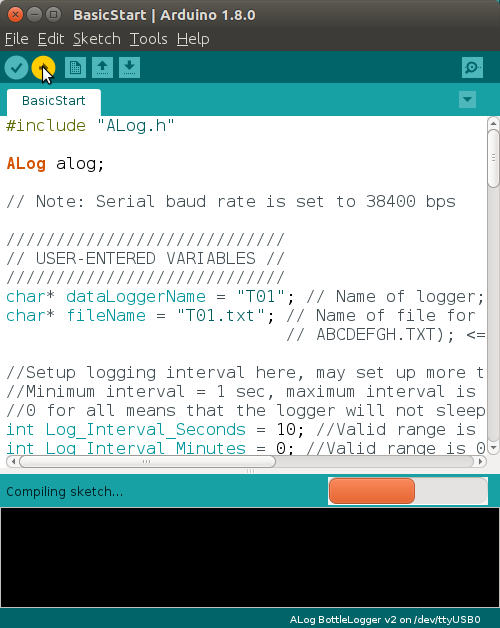 BasicStart | Arduino 1.8.0
File Edit Sketch Tools Help
BasicStart
#include "ALog.h"
ALog alog;
// Note: Serial baud rate is set to 38400 bps
////////////////////////////
// USER-ENTERED VARIABLES //
////////////////////////////
char* dataLoggerName = "T01"; // Name of logger;
char* fileName = "T01.txt"; // Name of file for
// ABCDEFGH.TXT); <=
//Setup logging interval here, may set up more t
//Minimum interval = 1 sec, maximum interval is
//0 for all means that the logger will not sleep
int Log_Interval_Seconds = 10; //Valid range is
int Log_Interval_Minutes = 0; //Valid range is 0
Compiling sketch...
ALog BottleLogger v2 on /dev/ttyUSB0